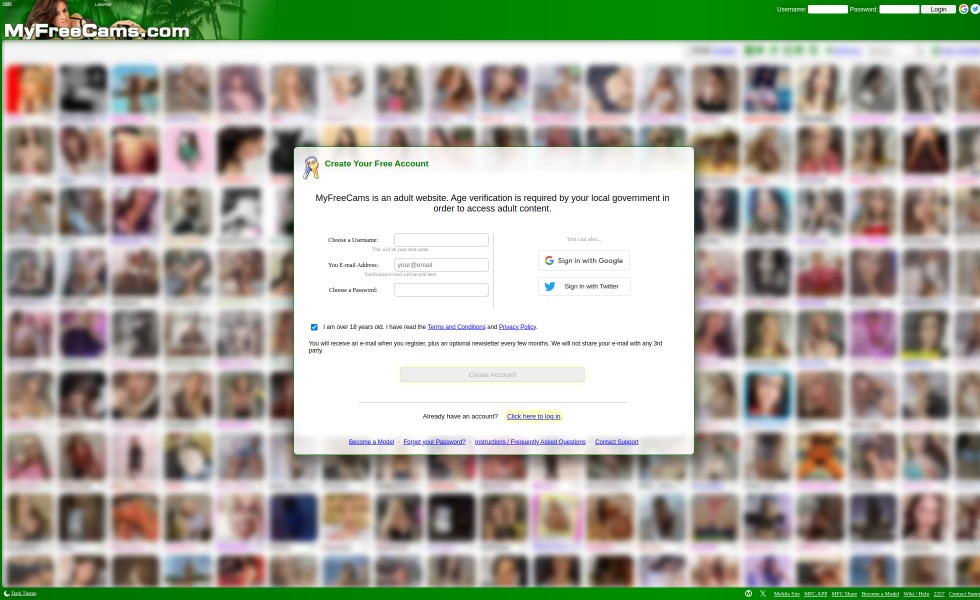 MyFreeCams.com
Username:
Password:
Login
Create Your Free Account
MyFreeCams is an adult website. Age verification is required by your local government in
order to access adult content.
Choose a Username:
This will be your chat name.
You E-mail Address:
your@email
Verification e-mail will be sent here.
Choose a Password:
You can also...
Sign in with Google
Sign in with Twitter
I am over 18 years old. I have read the Terms and Conditions and Privacy Policy.
You will receive an e-mail when you register, plus an optional newsletter every few months. We will not share your e-mail with any 3rd
party.
Create Account!
Already have an account? Click here to log in.
Become a Model - Forgot your Password? - Instructions / Frequently Asked Questions - Contact Support
Dark Theme
Mobile Site MFC.APP MFC Share Become a Model Wiki / Help 2257 Contact